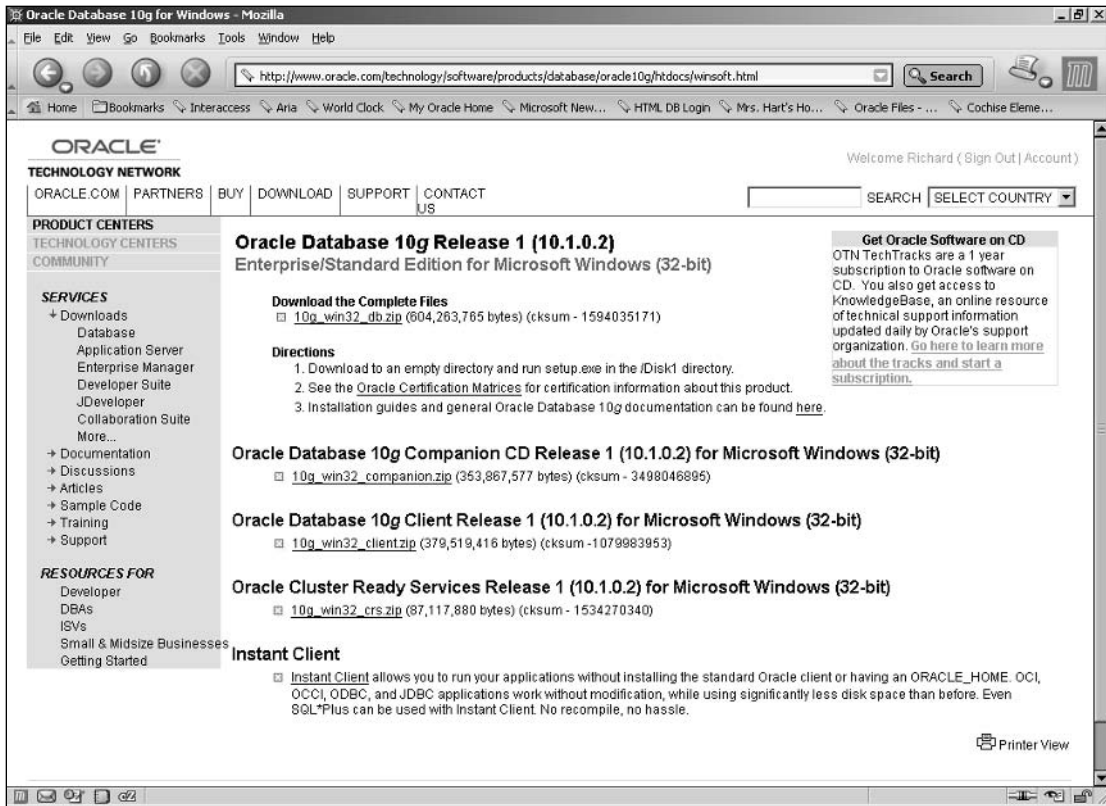 Oracle Database 10g for Windows - Mozilla
File Edit View Go Bookmarks Tools Window Help
http://www.oracle.com/technology/software/products/database/oracle10g/htdocs/winsoft.html
Search
Home Bookmarks Interaccess Aria World Clock My Oracle Home Microsoft New... HTML DB Login Mrs. Hart's Ho... Oracle Files - ... Cochise Eleme...
ORACLE
TECHNOLOGY NETWORK
Welcome Richard ( Sign Out | Account )
ORACLE.COM PARTNERS BUY DOWNLOAD SUPPORT CONTACT US
SEARCH SELECT COUNTRY
PRODUCT CENTERS
TECHNOLOGY CENTERS
COMMUNITY
SERVICES
Downloads
Database
Application Server
Enterprise Manager
Developer Suite
JDeveloper
Collaboration Suite
More...
Documentation
Discussions
Articles
Sample Code
Training
Support
RESOURCES FOR
Developer
DBAs
ISVs
Small & Midsize Businesses
Getting Started
Oracle Database 10g Release 1 (10.1.0.2)
Enterprise/Standard Edition for Microsoft Windows (32-bit)
Download the Complete Files
10g_win32_db.zip (604,263,765 bytes) (cksum - 1594035171)
Directions
1. Download to an empty directory and run setup.exe in the /Disk1 directory.
2. See the Oracle Certification Matrices for certification information about this product.
3. Installation guides and general Oracle Database 10g documentation can be found here.
Oracle Database 10g Companion CD Release 1 (10.1.0.2) for Microsoft Windows (32-bit)
10g_win32_companion.zip (353,867,577 bytes) (cksum - 3498046895)
Oracle Database 10g Client Release 1 (10.1.0.2) for Microsoft Windows (32-bit)
10g_win32_client.zip (379,519,416 bytes) (cksum -1079983953)
Oracle Cluster Ready Services Release 1 (10.1.0.2) for Microsoft Windows (32-bit)
10g_win32_crs.zip (87,117,880 bytes) (cksum - 1534270340)
Instant Client
Instant Client allows you to run your applications without installing the standard Oracle client or having an ORACLE_HOME. OCI,
OCCI, ODBC, and JDBC applications work without modification, while using significantly less disk space than before. Even
SQL*Plus can be used with Instant Client. No recompile, no hassle.
Get Oracle Software on CD
OTN TechTracks are a 1 year
subscription to Oracle software on
CD. You also get access to
KnowledgeBase, an online resource
of technical support information
updated daily by Oracle's support
organization. Go here to learn more
about the tracks and start a
subscription.
Printer View